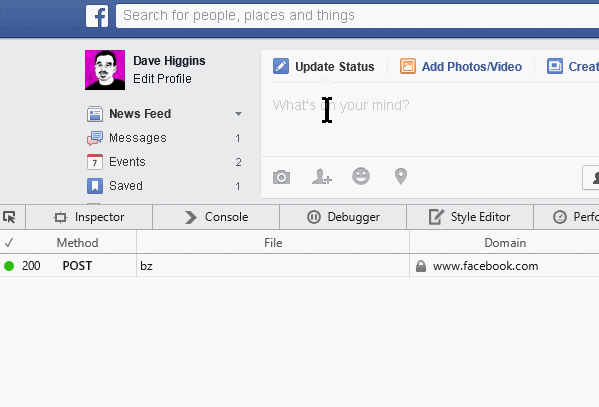 f Search for people, places and things
Dave Higgins
Edit Profile
News Feed
Messages 1
Events 2
Saved 1
Update Status Add Photos/Video Creat
What's on your mind?
Inspector Console Debugger Style Editor Perfo
✓ Method File Domain
200 POST bz www.facebook.com